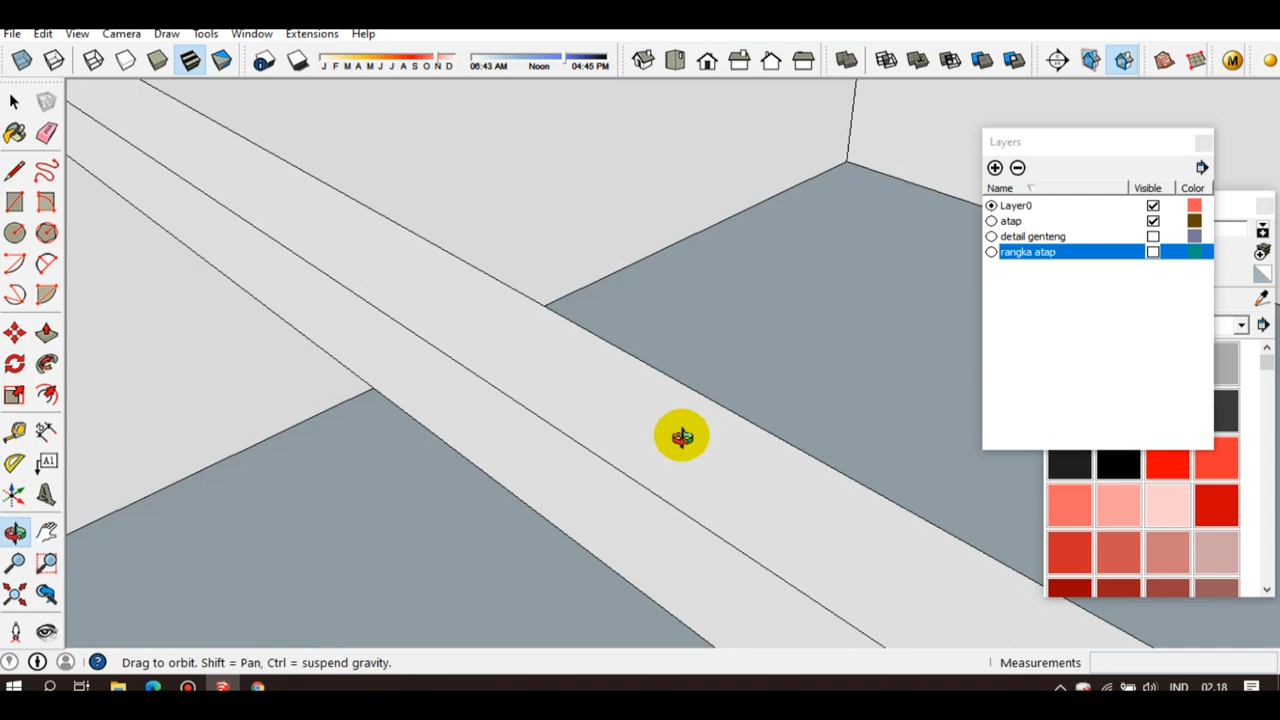 File Edit View Camera Draw Tools Window Extensions Help
J F M A M J J A S O N D
06:43 AM Noon 04:45 PM
M
Layers
Name Visible Color
Layer0
atap
detail genteng
rangka atap
A1
Drag to orbit. Shift = Pan, Ctrl = suspend gravity.
Measurements
IND 02.18